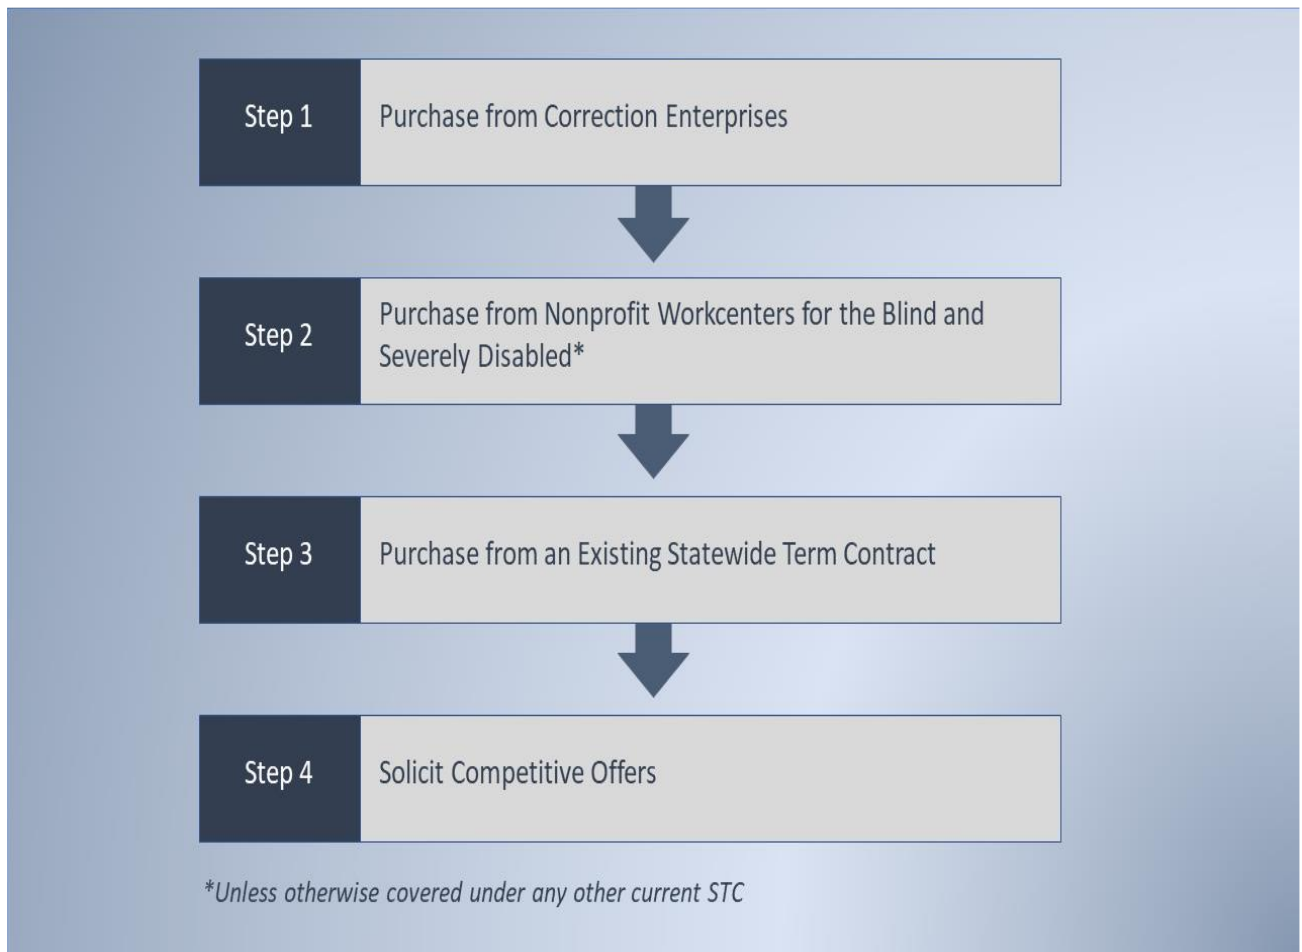 Step 1
Purchase from Correction Enterprises
Step 2
Purchase from Nonprofit Workcenters for the Blind and
Severely Disabled*
Step 3
Purchase from an Existing Statewide Term Contract
Step 4
Solicit Competitive Offers
*Unless otherwise covered under any other current STC